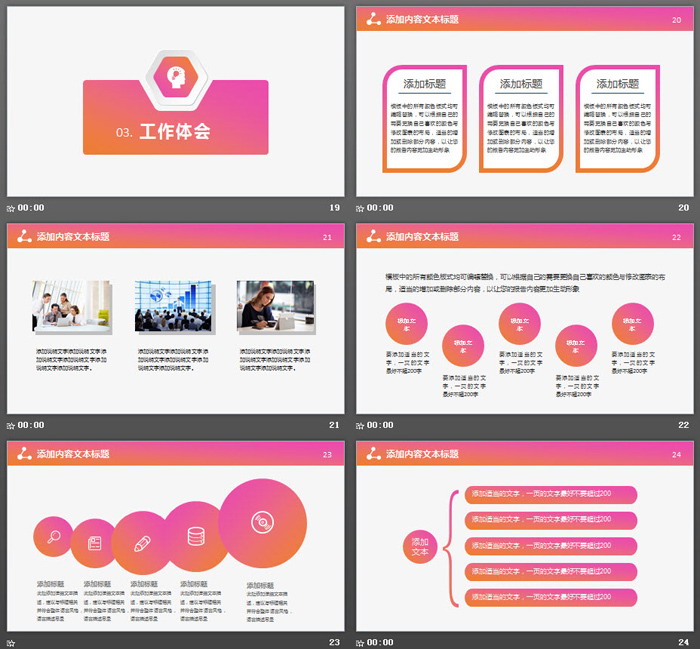 03. 工作体会
00:00
19
添加内容文本标题
20
添加标题
添加标题
添加标题
模板中的所有颜色板式均可
编辑替换，可以根据自己的
需要更换自己喜欢的颜色与
修改图表的布局，适当的增
加或删除部分内容，以让您
的报告内容更加生动形象
模板中的所有颜色板式均可
编辑替换，可以根据自己的
需要更换自己喜欢的颜色与
修改图表的布局，适当的增
加或删除部分内容，以让您
的报告内容更加生动形象
模板中的所有颜色板式均可
编辑替换，可以根据自己的
需要更换自己喜欢的颜色与
修改图表的布局，适当的增
加或删除部分内容，以让您
的报告内容更加生动形象
00:00
20
添加内容文本标题
21
添加说明文字添加说明文字添
加说明文字添加说明文字添加
说明文字添加说明文字。
添加说明文字添加说明文字添
加说明文字添加说明文字添加
说明文字添加说明文字。
添加说明文字添加说明文字添
加说明文字添加说明文字添加
说明文字添加说明文字。
00:00
21
添加内容文本标题
22
模板中的所有颜色板式均可编辑替换，可以根据自己的需要更换自己喜欢的颜色与修改图表的布
局，适当的增加或删除部分内容，以让您的报告内容更加生动形象
添加文
本
添加文
本
添加文
本
添加文
本
添加文
本
要添加适当的文
字，一页的文字
最好不超200字
要添加适当的文
字，一页的文字
最好不超200字
要添加适当的文
字，一页的文字
最好不超200字
要添加适当的文
字，一页的文字
最好不超200字
要添加适当的文
字，一页的文字
最好不超200字
00:00
22
添加内容文本标题
23
添加标题
添加标题
添加标题
添加标题
添加标题
23
添加内容文本标题
24
添加
文本
添加适当的文字，一页的文字最好不要超过200
添加适当的文字，一页的文字最好不要超过200
添加适当的文字，一页的文字最好不要超过200
添加适当的文字，一页的文字最好不要超过200
添加适当的文字，一页的文字最好不要超过200
00:00
24